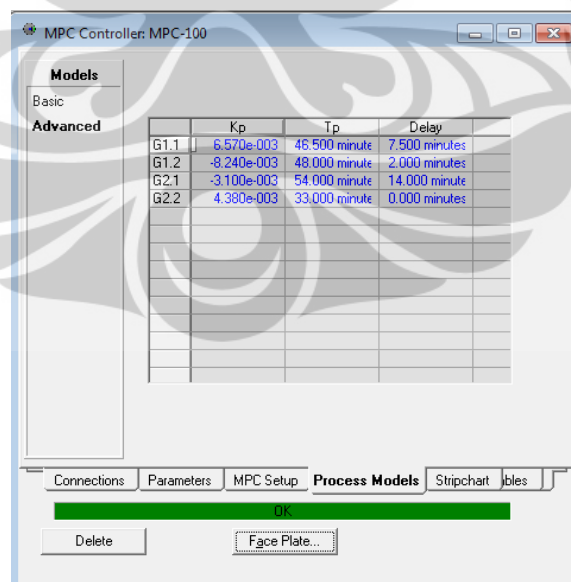 MPC Controller: MPC-100
Models
Basic
Advanced
Kp Tp Delay
G1.1 6.570e-003 46.500 minute 7.500 minutes
G1.2 -8.240e-003 48.000 minute 2.000 minutes
G2.1 -3.100e-003 54.000 minute 14.000 minute
G2.2 4.380e-003 33.000 minute 0.000 minutes
Connections Parameters MPC Setup Process Models Stripchart bles
OK
Delete Face Plate...